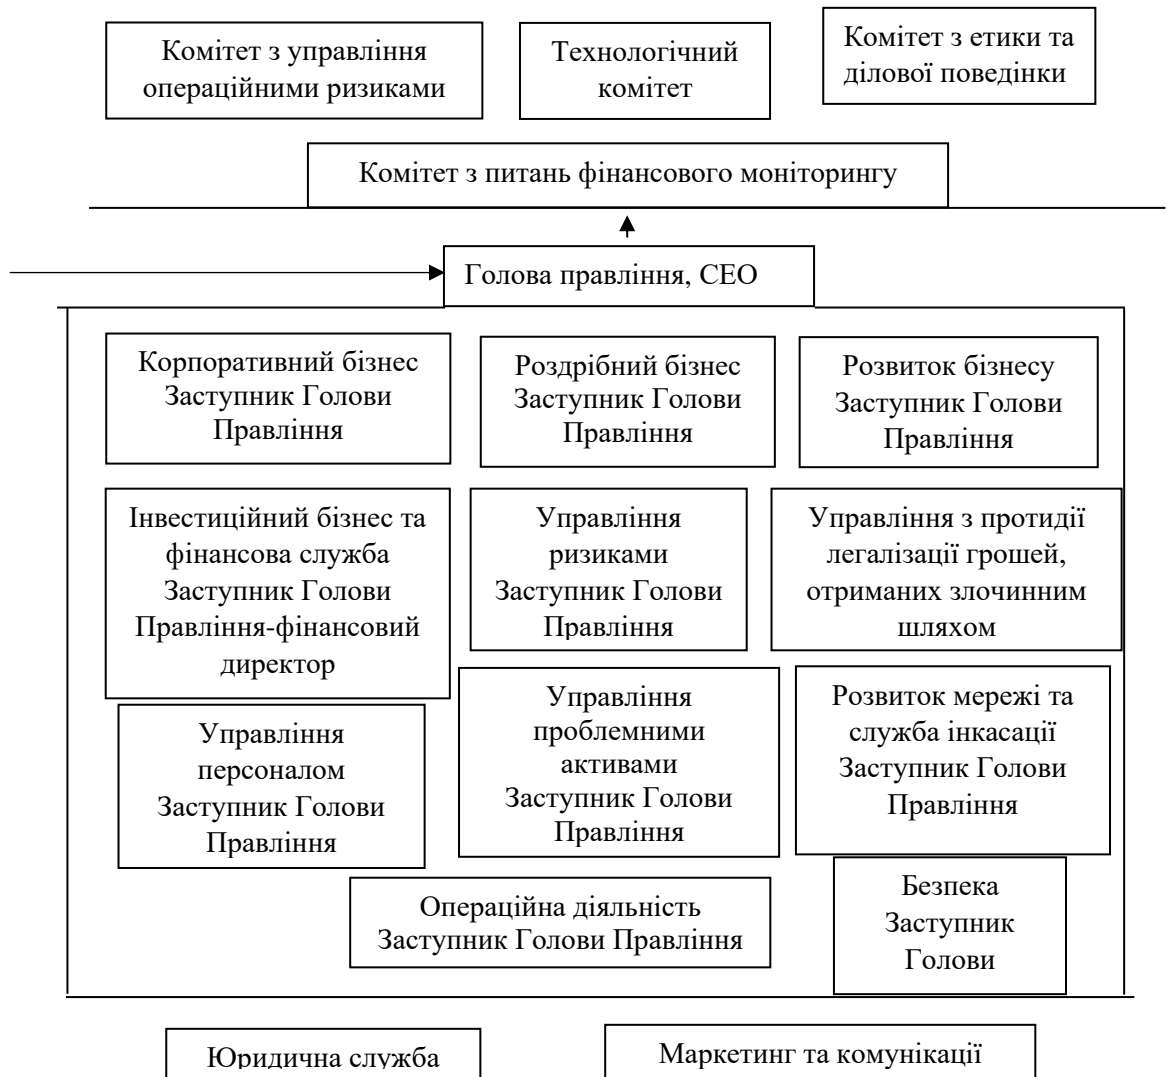 Комітет з управління
операційними ризиками
Технологічний
комітет
Комітет з етики та
ділової поведінки
Комітет з питань фінансового моніторингу
Голова правління, CEO
Корпоративний бізнес
Заступник Голови
Правління
Роздрібний бізнес
Заступник Голови
Правління
Розвиток бізнесу
Заступник Голови
Правління
Інвестиційний бізнес та
фінансова служба
Заступник Голови
Правління-фінансовий
директор
Управління
ризиками
Заступник Голови
Правління
Управління з протидії
легалізації грошей,
отриманих злочинним
шляхом
Управління
персоналом
Заступник Голови
Правління
Управління
проблемними
активами
Заступник Голови
Правління
Розвиток мережі та
служба інкасації
Заступник Голови
Правління
Операційна діяльність
Заступник Голови Правління
Безпека
Заступник
Голови
Юридична служба
Маркетинг та комунікації